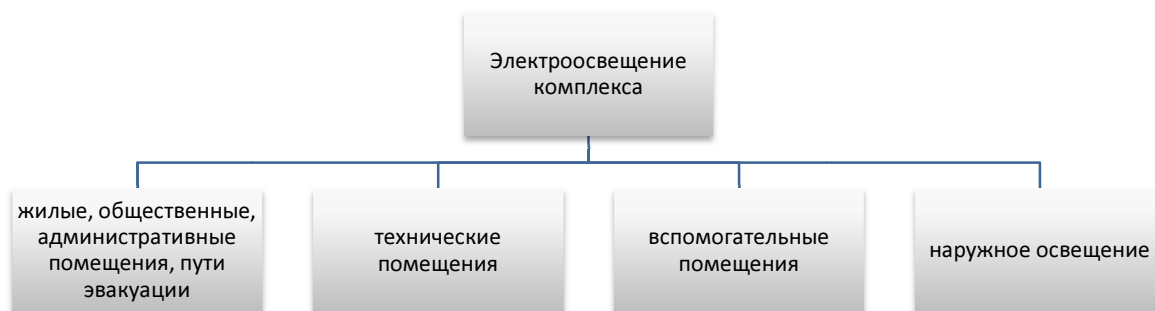 Электроосвещение
комплекса
жилые, общественные,
административные
помещения, пути
эвакуации
технические
помещения
вспомогательные
помещения
наружное освещение